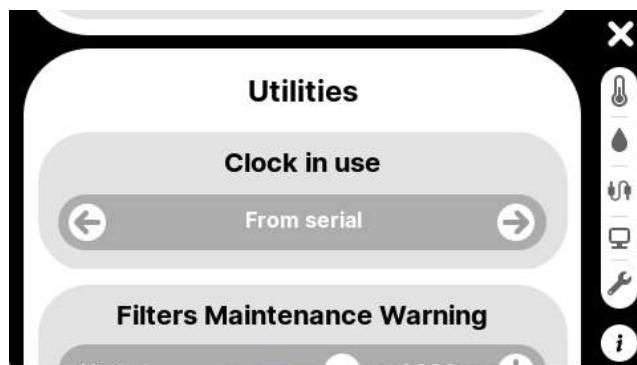 Utilities
Clock in use
From serial
Filters Maintenance Warning
i